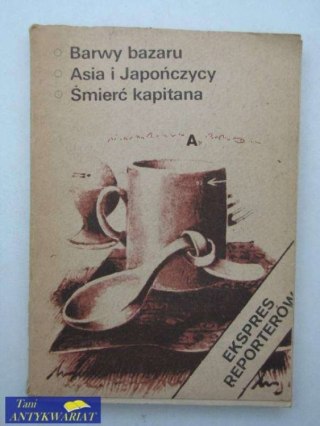 Barwy bazaru
Asia i Japończycy
Śmierć kapitana
A
EKSPRES
REPORTERÓW
Tani
ANTYKWARIAT